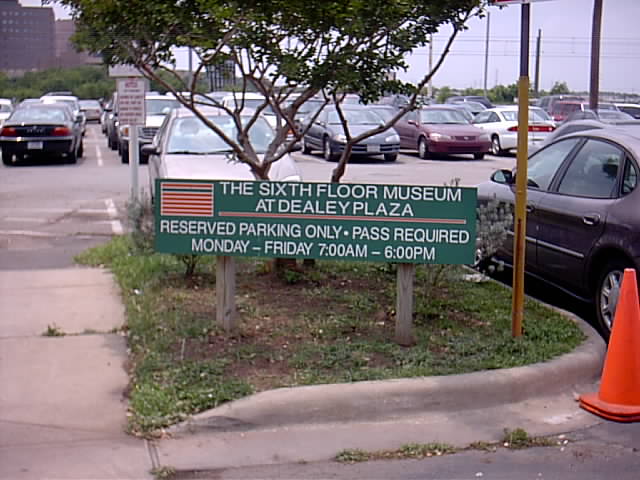 THE SIXTH FLOOR MUSEUM
AT DEALEY PLAZA
RESERVED PARKING ONLY • PASS REQUIRED
MONDAY – FRIDAY 7:00AM – 6:00PM